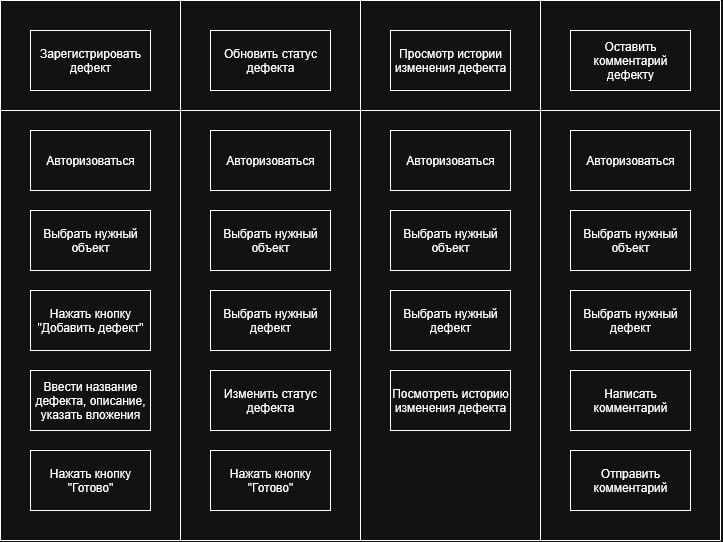 Зарегистрировать
дефект
Обновить статус
дефекта
Просмотр истории
изменения дефекта
Оставить
комментарий
дефекту
Авторизоваться
Авторизоваться
Авторизоваться
Авторизоваться
Выбрать нужный
объект
Выбрать нужный
объект
Выбрать нужный
объект
Выбрать нужный
объект
Нажать кнопку
"Добавить дефект"
Выбрать нужный
дефект
Выбрать нужный
дефект
Выбрать нужный
дефект
Ввести название
дефекта, описание,
указать вложения
Изменить статус
дефекта
Посмотреть историю
изменения дефекта
Написать
комментарий
Нажать кнопку
"Готово"
Нажать кнопку
"Готово"
Отправить
комментарий